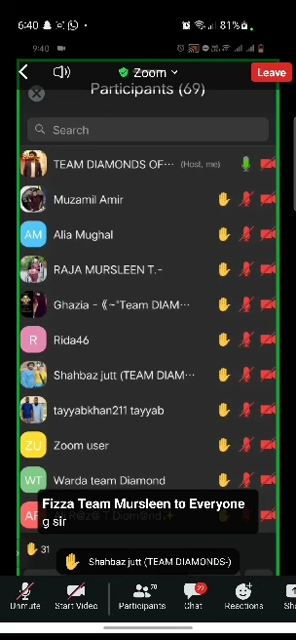 6:40
81%
9:40
Zoom
Leave
Participants (69)
Search
TEAM DIAMONDS OF··· (Host, me)
Muzamil Amir
AM Alia Mughal
RAJA MURSLEEN T.-
Ghazia - 《~"Team DIAM···
R Rida46
Shahbaz jutt (TEAM DIAM···
tayyabkhan211 tayyab
ZU Zoom user
WT Warda team Diamond
Fizza Team Mursleen to Everyone
g sir
31
Shahbaz jutt (TEAM DIAMONDS-)
70
Unmute
Start Video
Participants
Chat
Reactions